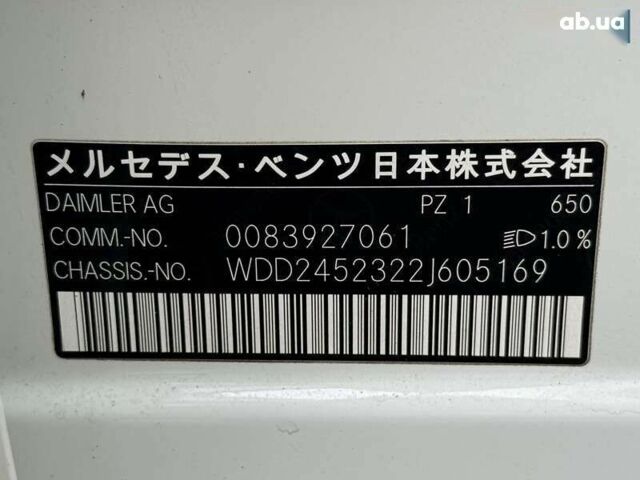 ab.ua
メルセデス・ベンツ日本株式会社
DAIMLER AG PZ 1 650
COMM.-NO. 0083927061 1.0 %
CHASSIS.-NO. WDD2452322J605169